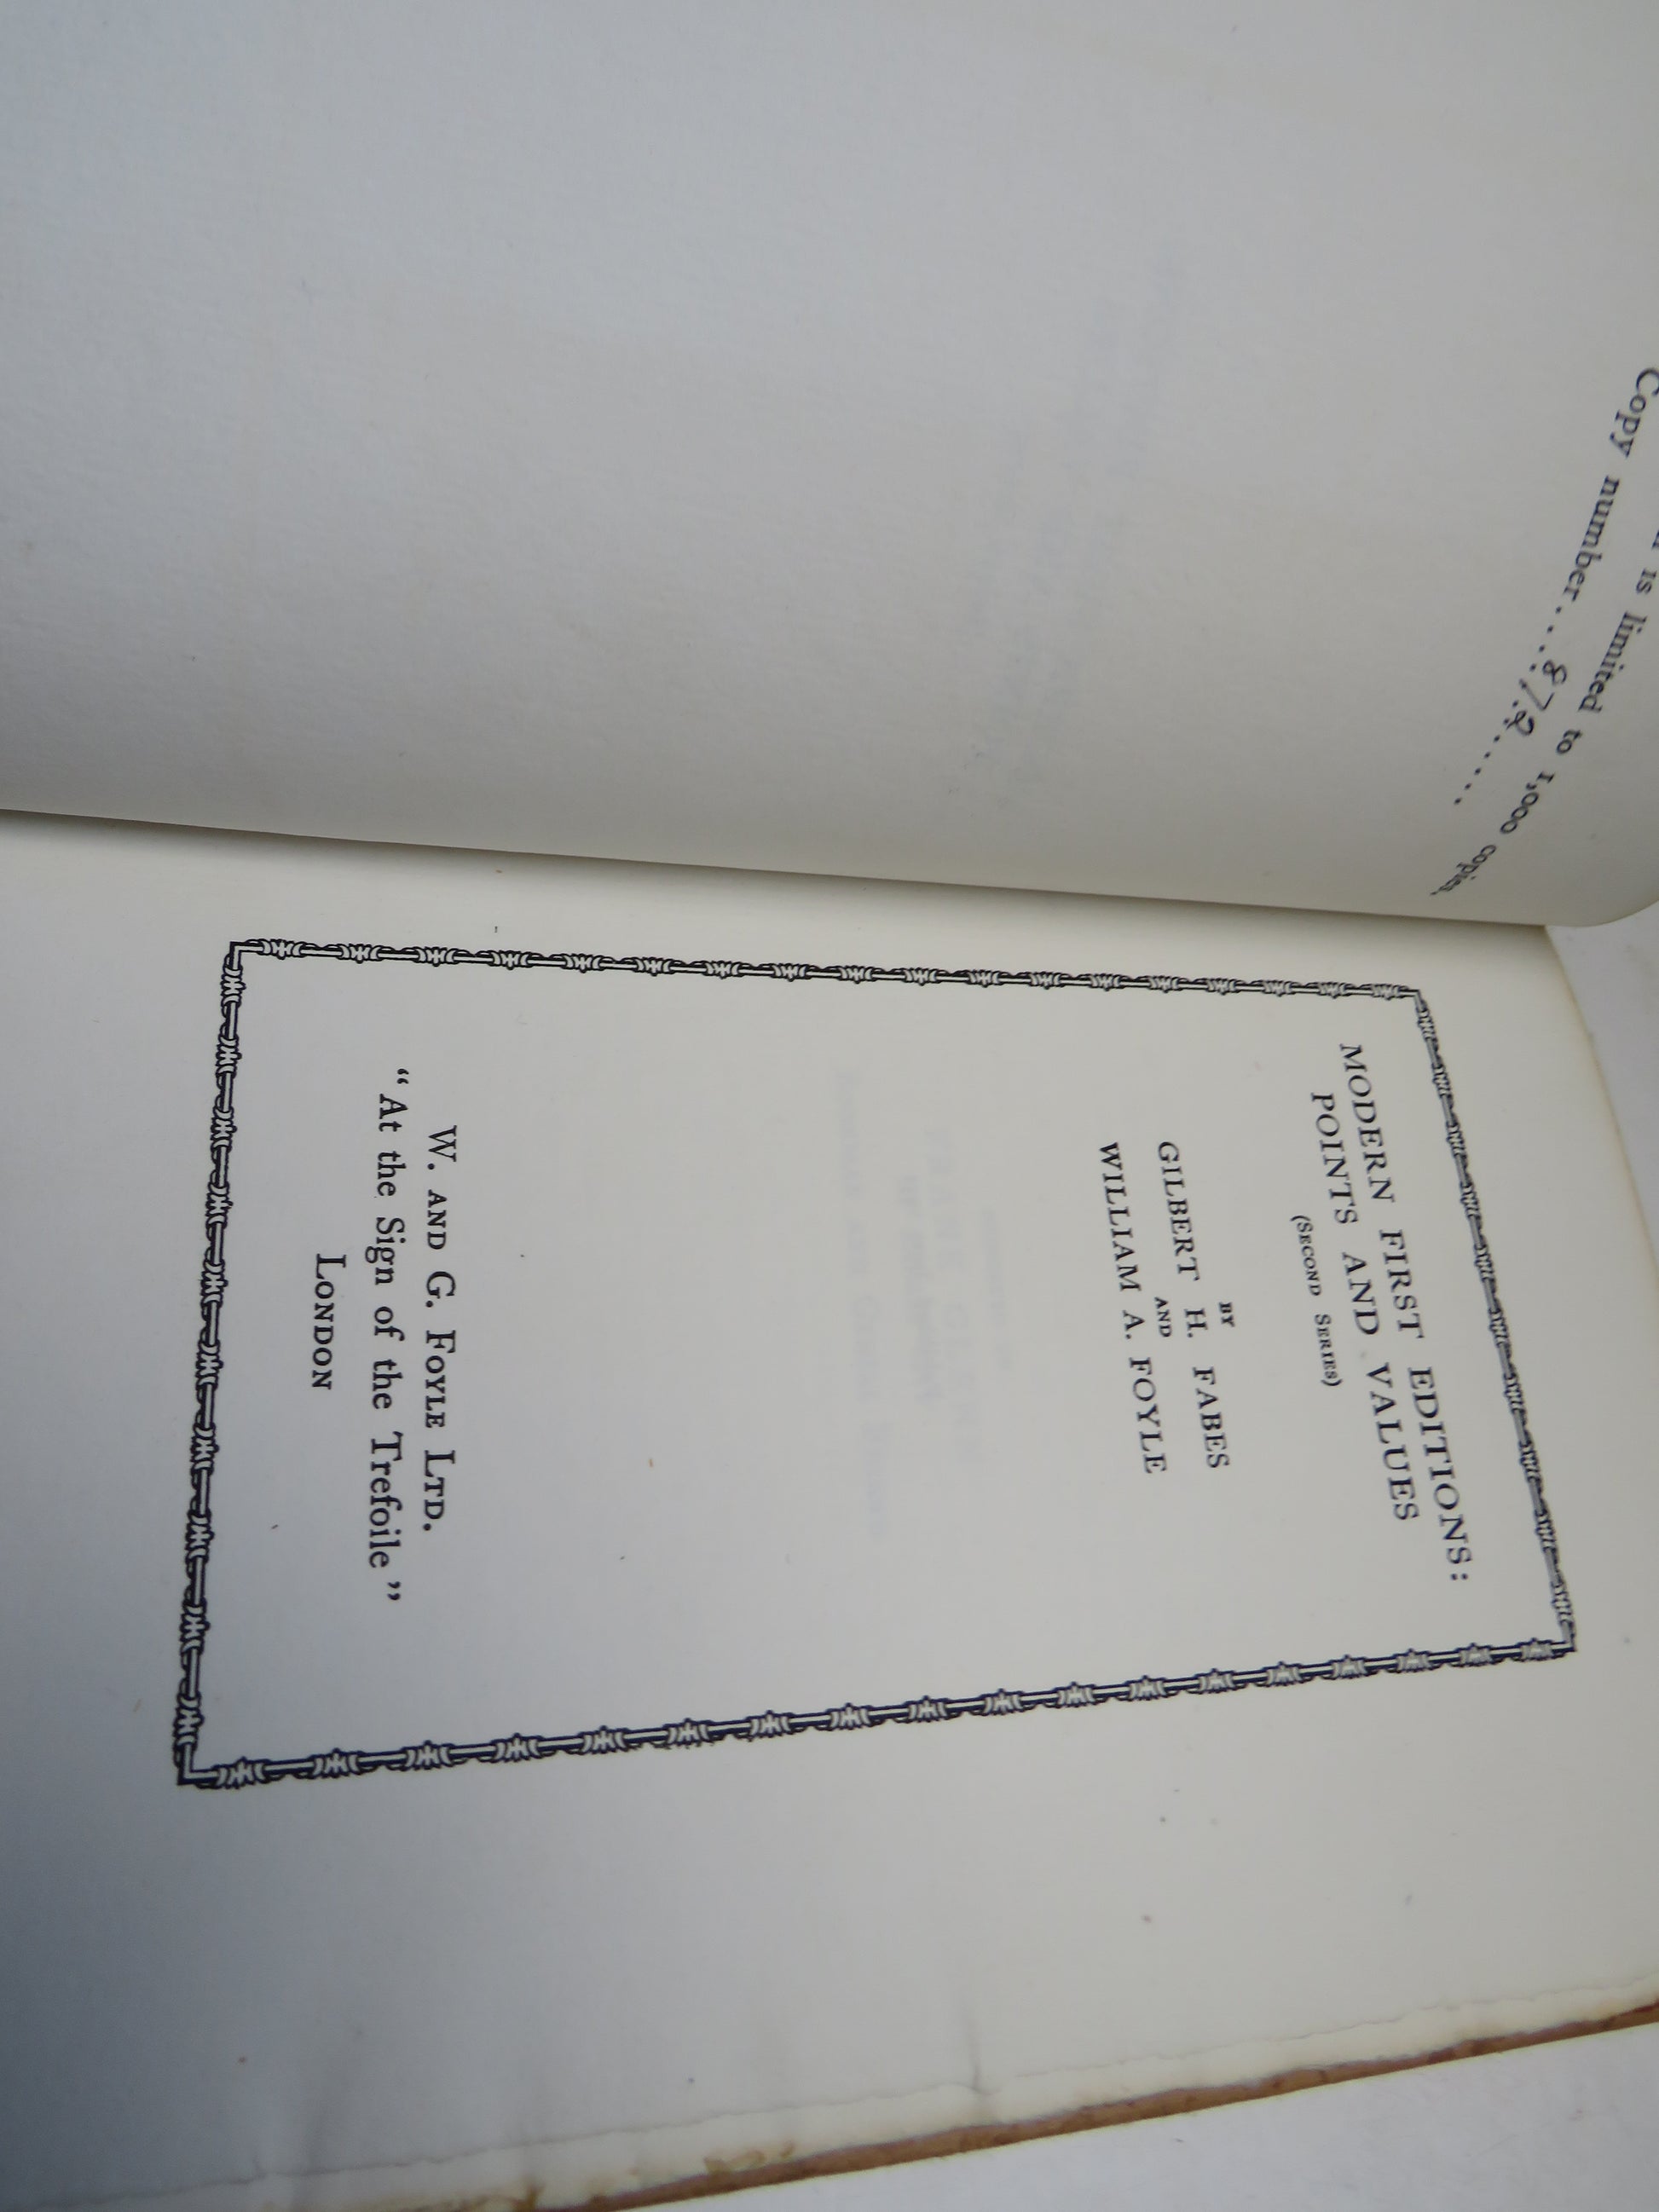 is limited to 1,000 copies.
Copy number....872......
MODERN FIRST EDITIONS:
POINTS AND VALUES
(SECOND SERIES)
BY
GILBERT H. FABES
AND
WILLIAM A. FOYLE
W. AND G. FOYLE LTD.
“At the Sign of the Trefoile”
LONDON